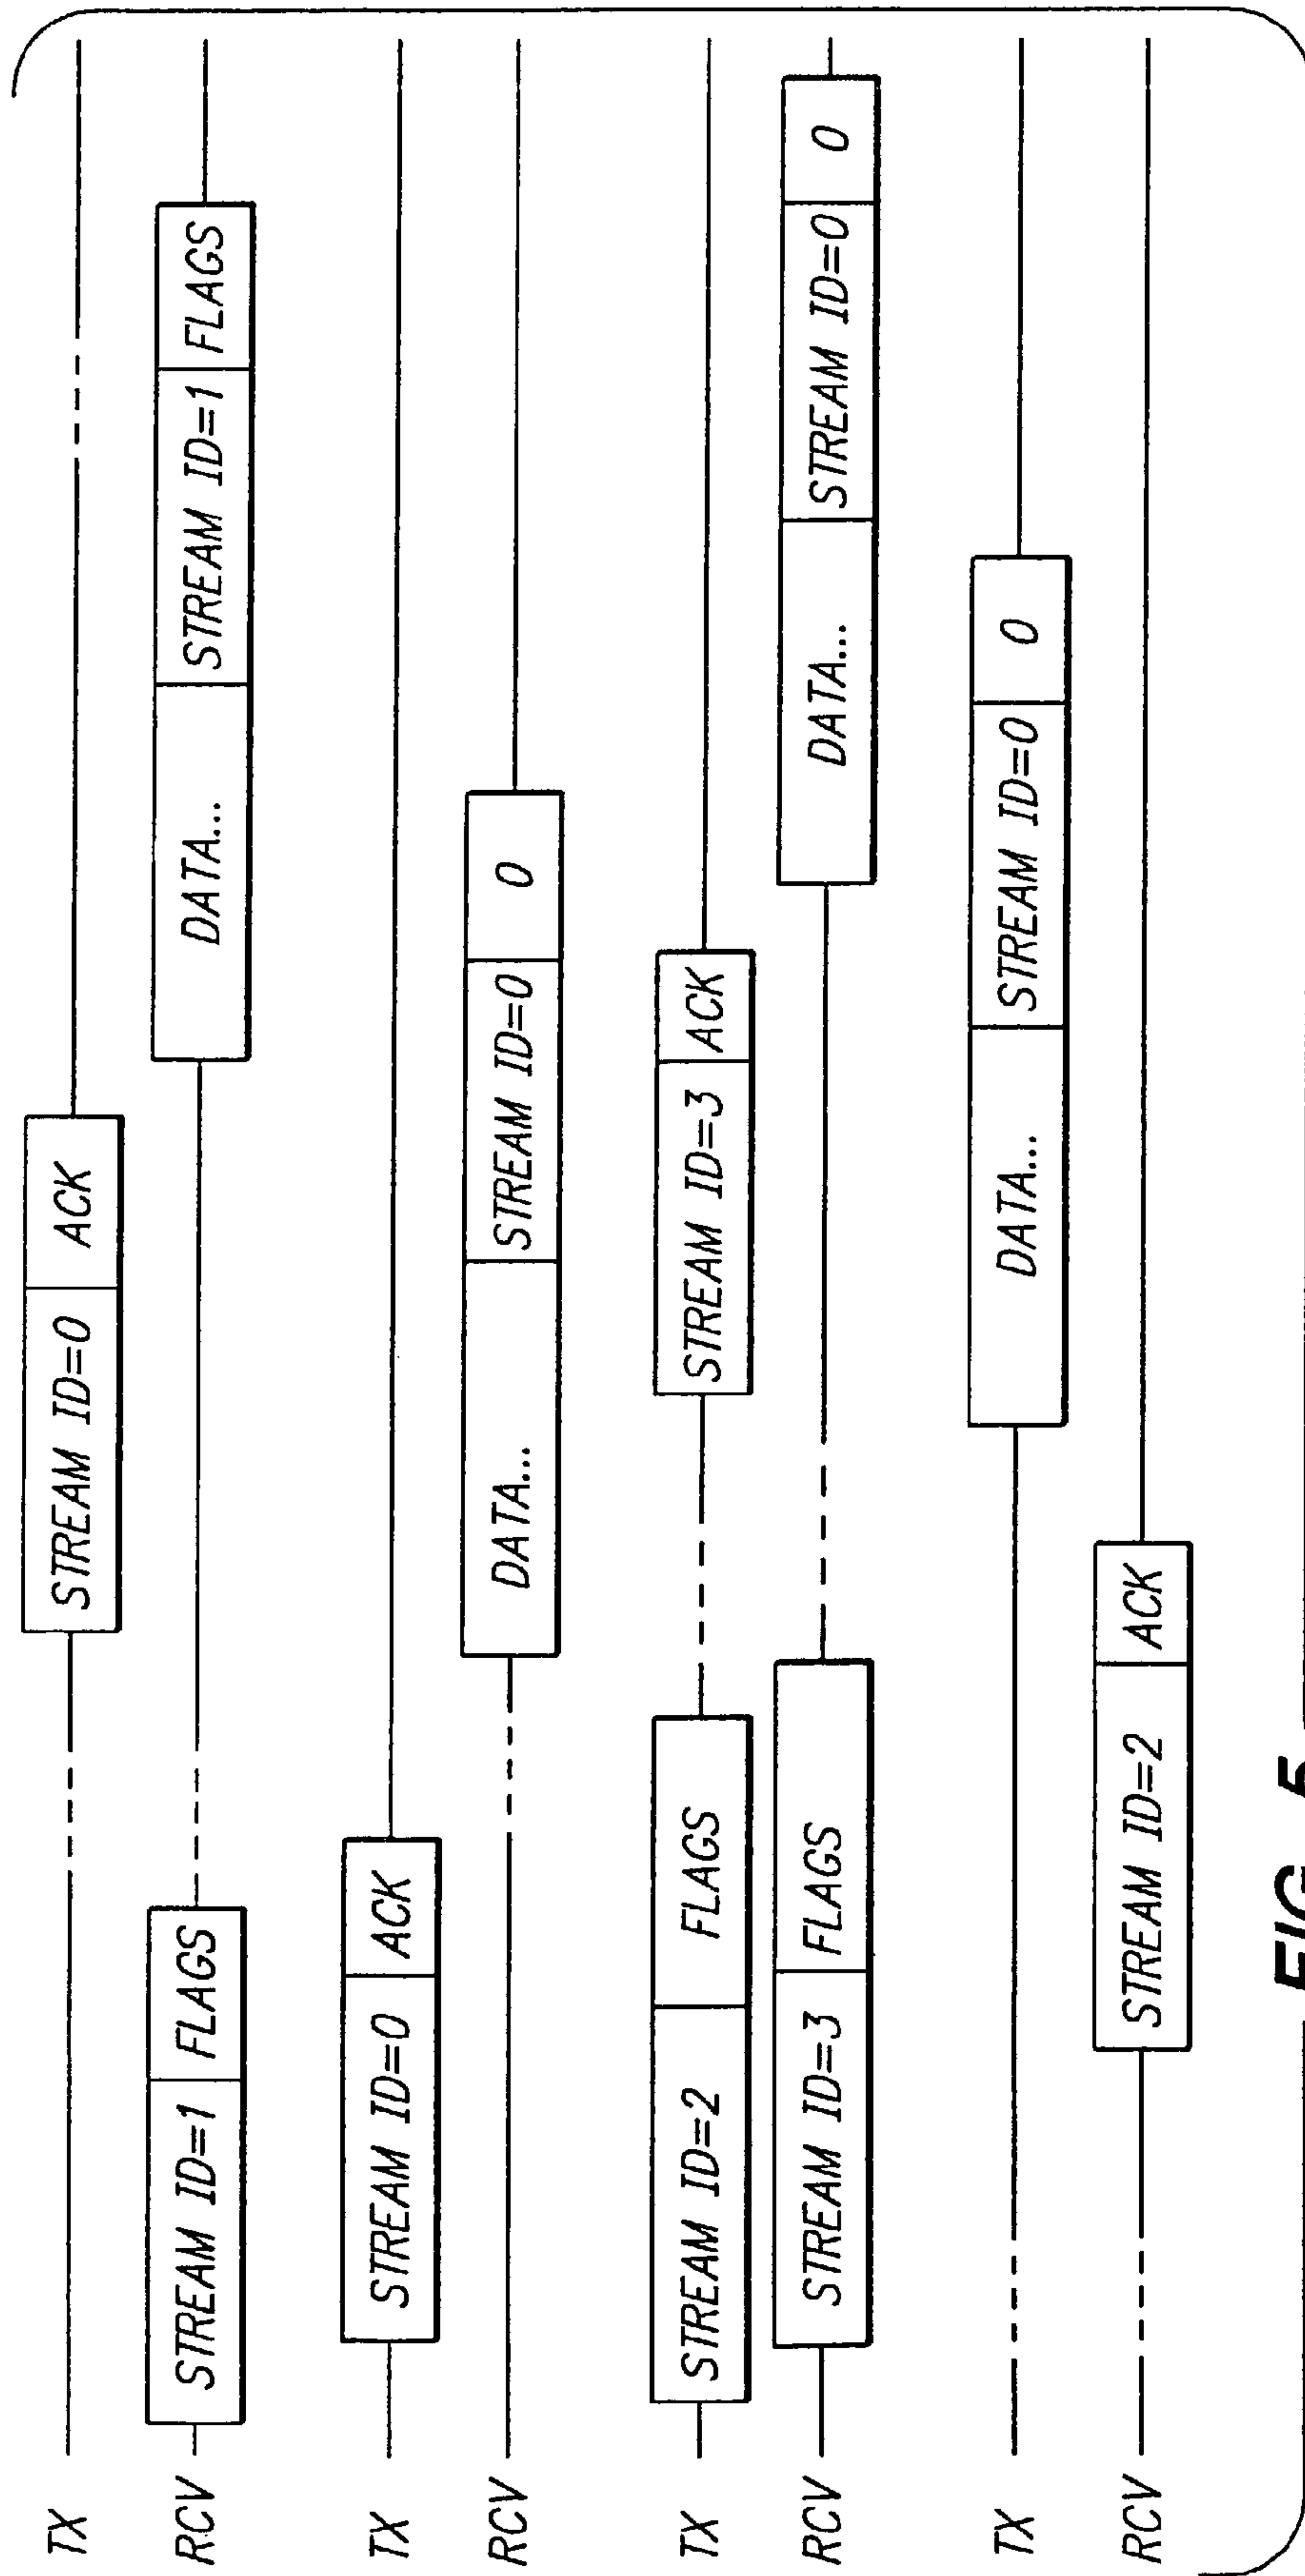 TX STREAM ID=0 ACK
RCV STREAM ID=1 FLAGS DATA... STREAM ID=1 FLAGS
TX STREAM ID=0 ACK
RCV DATA... STREAM ID=0 0
TX STREAM ID=2 FLAGS STREAM ID=3 ACK
RCV STREAM ID=3 FLAGS DATA... STREAM ID=0 0
TX DATA... STREAM ID=0 0
RCV STREAM ID=2 ACK
FIG. 5